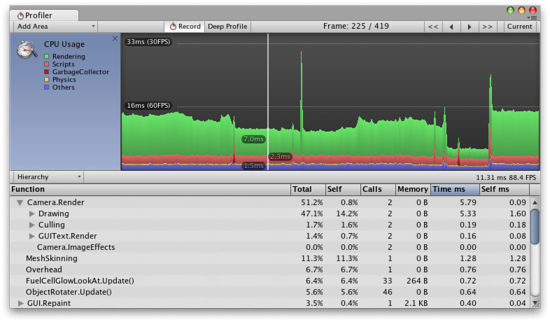 Profiler
Add Area Record Deep Profile Frame: 225 / 419 << >> Current
CPU Usage
Rendering
Scripts
GarbageCollector
Physics
Others
33ms (30FPS)
16ms (60FPS)
7.0ms
2.3ms
Hierarchy 11.31 ms 88.4 FPS
Function Total Self Calls Memory Time ms Self ms
Camera.Render 51.2% 0.8% 2 0 B 5.79 0.09
Drawing 47.1% 14.2% 2 0 B 5.33 1.60
Culling 1.7% 1.6% 2 0 B 0.19 0.18
GUIText.Render 1.4% 0.7% 2 0 B 0.16 0.08
Camera.ImageEffects 0.0% 0.0% 2 0 B 0.00 0.00
MeshSkinning 11.3% 11.3% 1 0 B 1.28 1.28
Overhead 6.7% 6.7% 1 0 B 0.76 0.76
FuelCellGlowLookAt.Update() 6.4% 6.4% 33 264 B 0.72 0.72
ObjectRotater.Update() 5.6% 5.6% 46 0 B 0.64 0.64
GUI.Repaint 3.5% 0.4% 1 2.1 KB 0.40 0.04